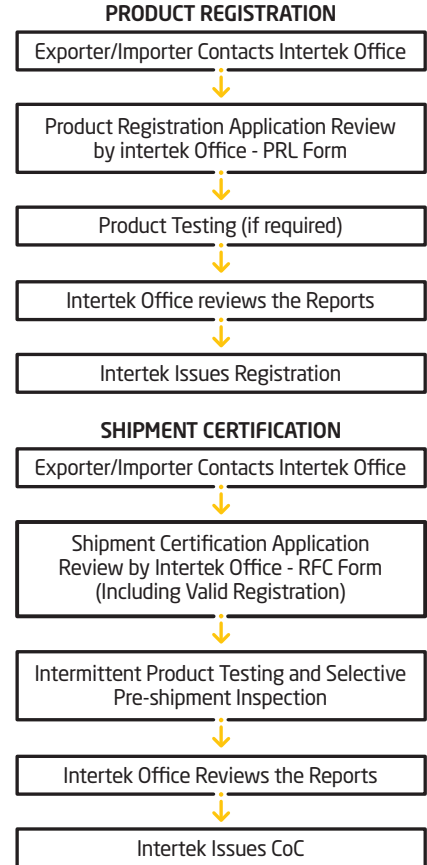 PRODUCT REGISTRATION
Exporter/Importer Contacts Intertek Office
Product Registration Application Review
by intertek Office - PRL Form
Product Testing (if required)
Intertek Office reviews the Reports
Intertek Issues Registration
SHIPMENT CERTIFICATION
Exporter/Importer Contacts Intertek Office
Shipment Certification Application
Review by Intertek Office - RFC Form
(Including Valid Registration)
Intermittent Product Testing and Selective
Pre-shipment Inspection
Intertek Office Reviews the Reports
Intertek Issues CoC